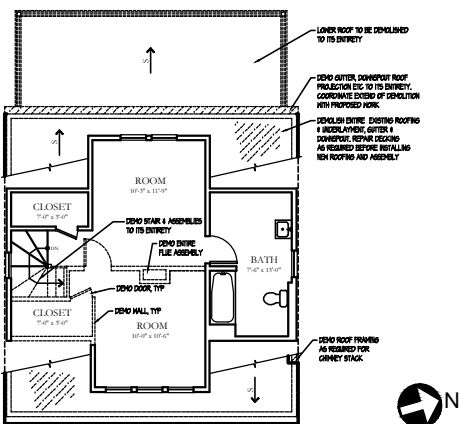 LOWER ROOF TO BE DEMOLISHED
TO ITS ENTIRETY
DEMO GUTTER, DOWNSPOUT ROOF
PROJECTION ETC TO ITS ENTIRETY.
COORDINATE EXTEND OF DEMOLITION
WITH PROPOSED WORK
DEMOLISH ENTIRE EXISTING ROOFING
& UNDERLAYMENT, GUTTER &
DOWNSPOUT. REPAIR DECKING
AS REQUIRED BEFORE INSTALLING
NEW ROOFING AND ASSEMBLY
S
S
ROOM
10'-3" x 11'-9"
CLOSET
7'-0" x 3'-0"
DEMO STAIR & ASSEMBLIES
TO ITS ENTIRETY
DN
DEMO ENTIRE
FLUE ASSEMBLY
BATH
7'-6" x 13'-0"
DEMO DOOR, TYP
CLOSET
7'-0" x 3'-0"
DEMO WALL, TYP
ROOM
10'-0" x 10'-6"
DEMO ROOF FRAMING
AS REQUIRED FOR
CHIMNEY STACK
S
N